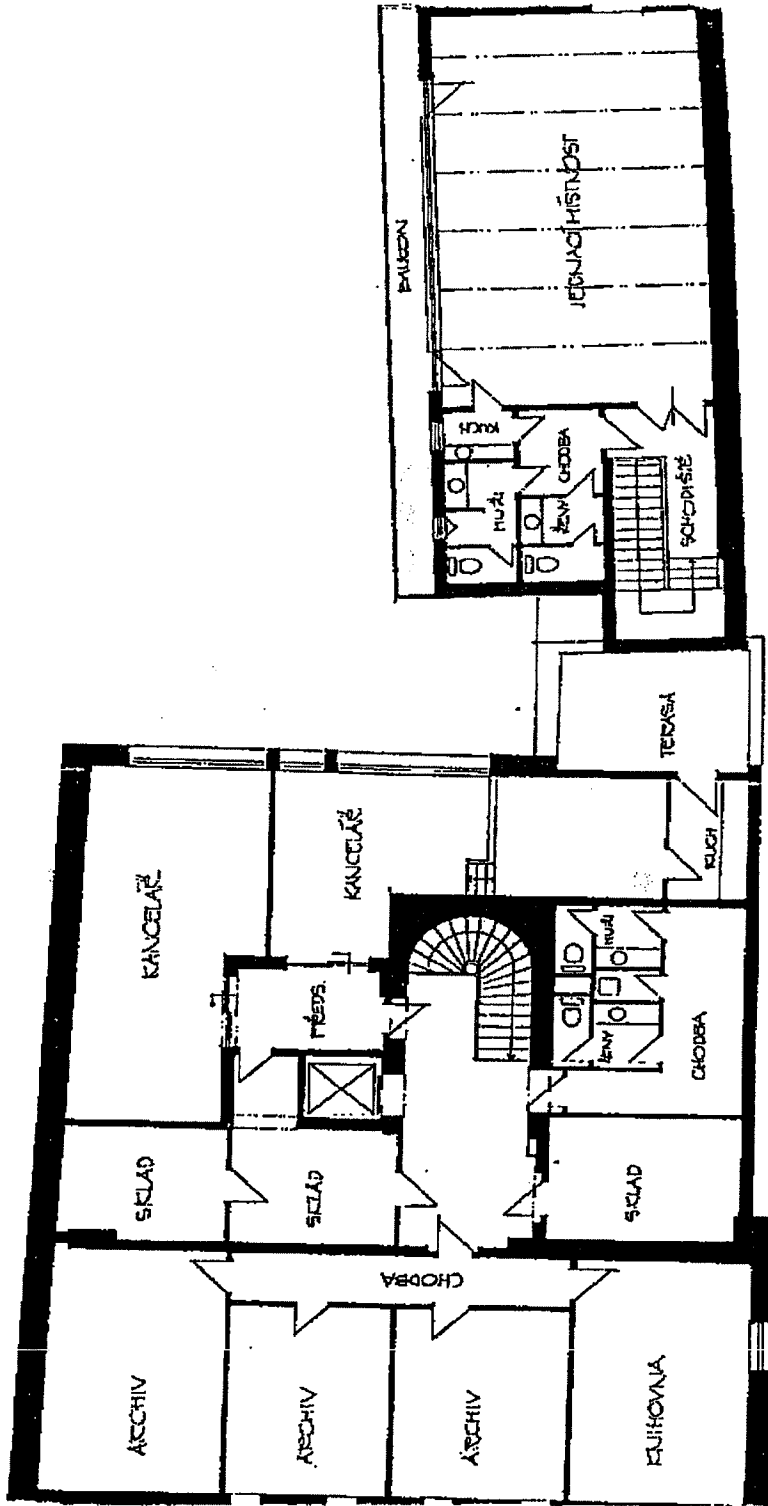 BALKON
JEDNACÍ MÍSTNOST
KUCH
CHODBA
MUŽI
ŽENY
SCHODIŠTĚ
TERASA
KANCELÁŘ
KANCELÁŘ
KUCH
PŘEDS.
MUŽI
ŽENY
CHODBA
SKLAD
SKLAD
SKLAD
CHODBA
ARCHIV
ARCHIV
ARCHIV
KNIHOVNA